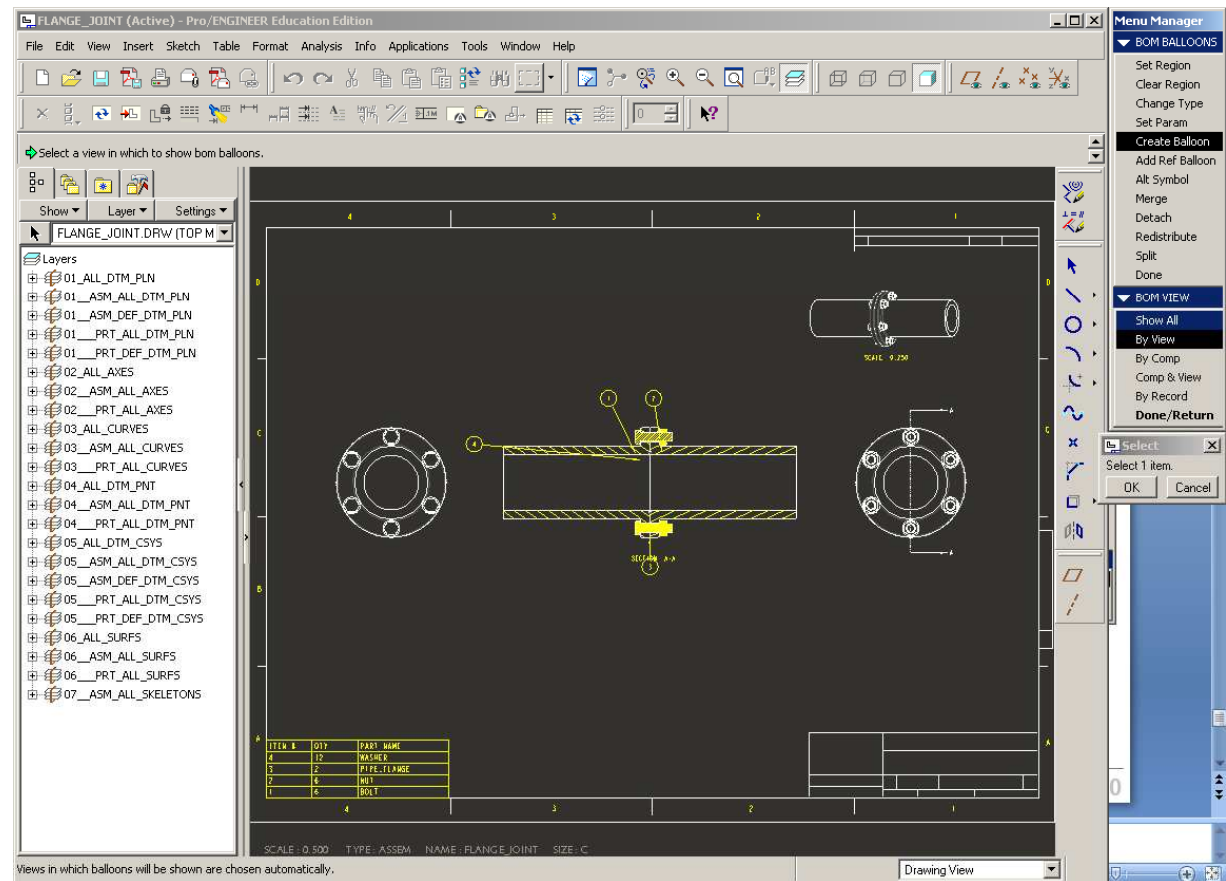 FLANGE_JOINT (Active) - Pro/ENGINEER Education Edition
File Edit View Insert Sketch Table Format Analysis Info Applications Tools Window Help
0
Select a view in which to show bom balloons.
Show Layer Settings
FLANGE_JOINT.DRW (TOP M
Layers
01_ALL_DTM_PLN
01__ASM_ALL_DTM_PLN
01__ASM_DEF_DTM_PLN
01___PRT_ALL_DTM_PLN
01___PRT_DEF_DTM_PLN
02_ALL_AXES
02__ASM_ALL_AXES
02___PRT_ALL_AXES
03_ALL_CURVES
03__ASM_ALL_CURVES
03___PRT_ALL_CURVES
04_ALL_DTM_PNT
04__ASM_ALL_DTM_PNT
04___PRT_ALL_DTM_PNT
05_ALL_DTM_CSYS
05__ASM_ALL_DTM_CSYS
05__ASM_DEF_DTM_CSYS
05___PRT_ALL_DTM_CSYS
05___PRT_DEF_DTM_CSYS
06_ALL_SURFS
06__ASM_ALL_SURFS
06___PRT_ALL_SURFS
07__ASM_ALL_SKELETONS
4 3 2 1
D D
SCALE 0.250
1 2
A
C 4 C
A
SECTION A-A
3
B
A A
ITEM # QTY PART NAME
4 12 WASHER
3 2 PIPE_FLANGE
2 6 NUT
1 6 BOLT
4 3 2 1
SCALE : 0.500 TYPE : ASSEM NAME : FLANGE_JOINT SIZE : C
Views in which balloons will be shown are chosen automatically.
Drawing View
Menu Manager
BOM BALLOONS
Set Region
Clear Region
Change Type
Set Param
Create Balloon
Add Ref Balloon
Alt Symbol
Merge
Detach
Redistribute
Split
Done
BOM VIEW
Show All
By View
By Comp
Comp & View
By Record
Done/Return
Select
Select 1 item.
OK Cancel
0